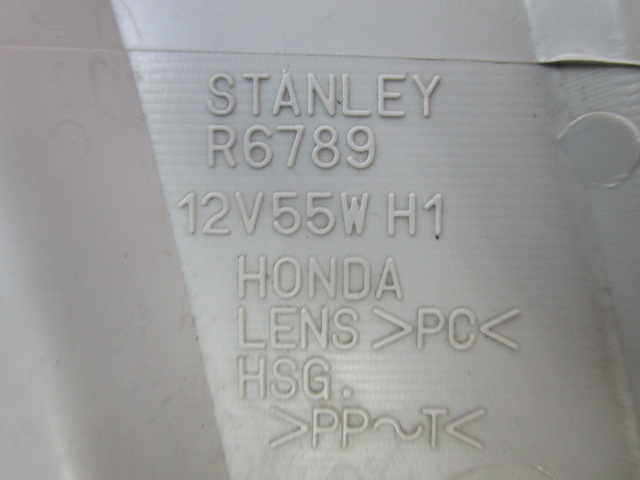 STANLEY
R6789
12V55W H1
HONDA
LENS >PC<
HSG.
>PP~T<